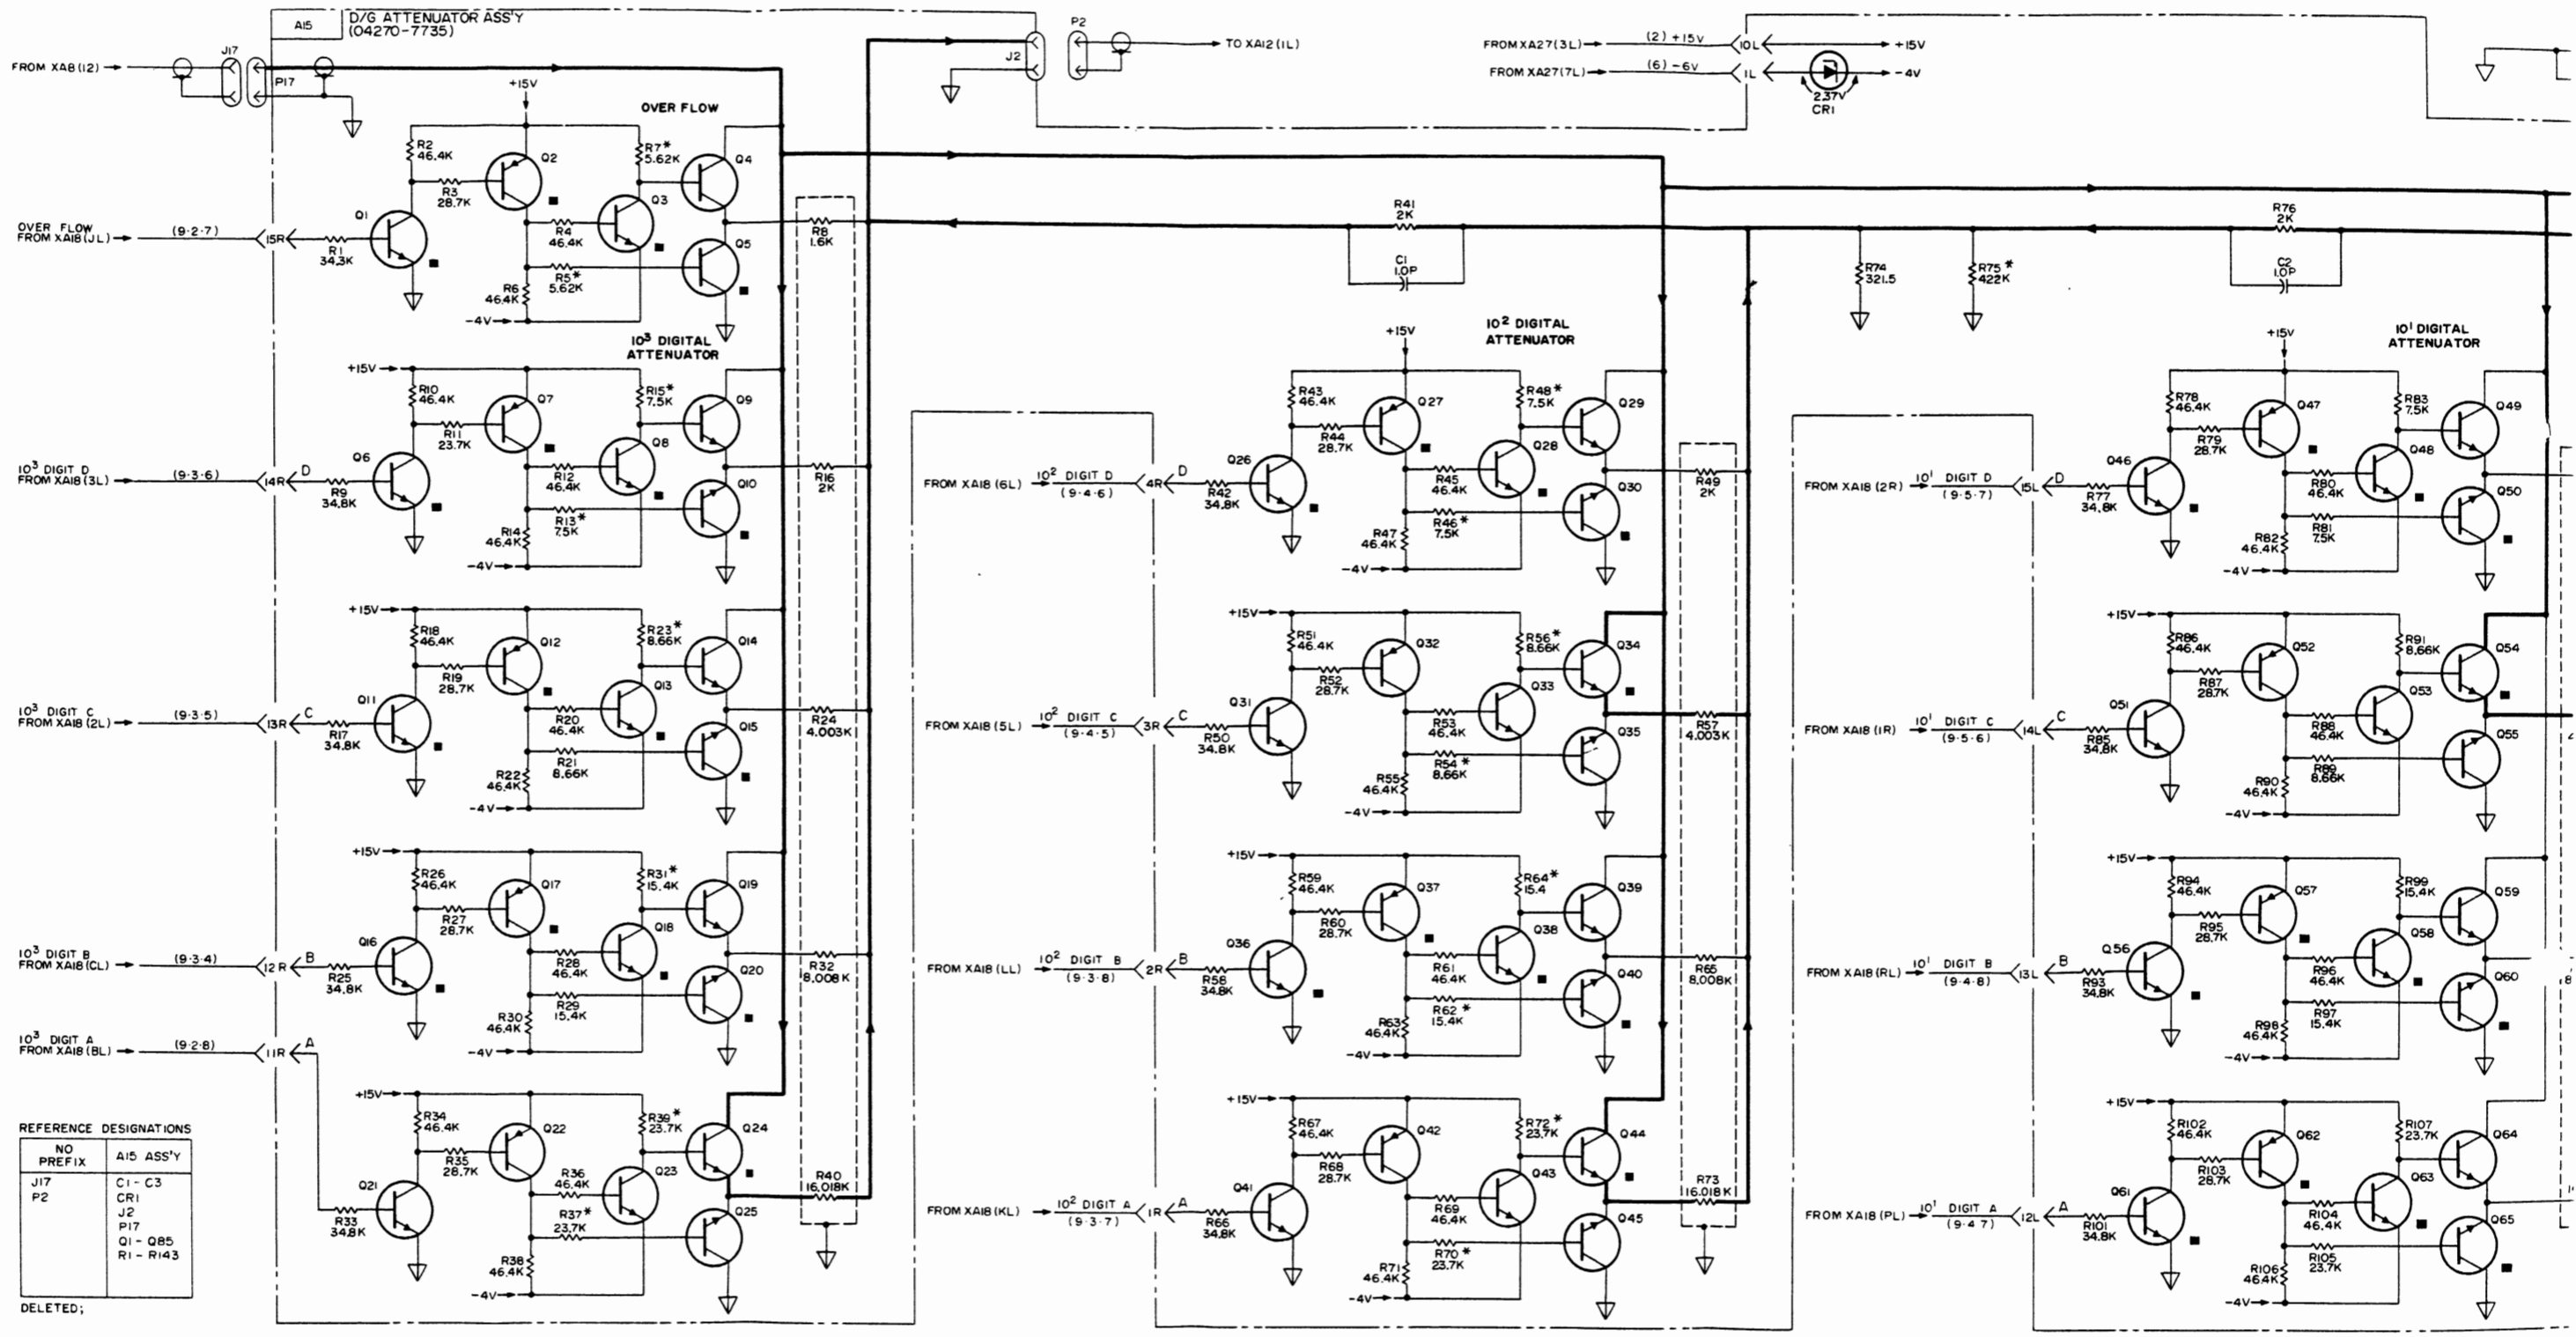 A15
D/G ATTENUATOR ASS'Y
(04270-7735)
J17
FROM XA8 (12)
P17
P2
TO XA12 (1L)
J2
FROM XA27(3L)
(2) +15V
10L
+15V
FROM XA27(7L)
(6) -6V
1L
-4V
2.37V
CR1
OVER FLOW
+15V
R2
46.4K
Q2
R7*
5.62K
Q4
R3
28.7K
Q3
Q1
R4
46.4K
Q5
OVER FLOW
FROM XA18 (JL)
(9-2-7)
15R
R1
34.3K
R5*
5.62K
R6
46.4K
-4V
R8
1.6K
R41
2K
C1
1.0P
R74
321.5
R75*
422K
R76
2K
C2
1.0P
10³ DIGITAL
ATTENUATOR
+15V
R10
46.4K
Q7
R15*
7.5K
Q9
R11
23.7K
Q8
Q6
R12
46.4K
Q10
10³ DIGIT D
FROM XA18 (3L)
(9-3-6)
14R
D
R9
34.8K
R13*
7.5K
R14
46.4K
-4V
R16
2K
+15V
R18
46.4K
Q12
R23*
8.66K
Q14
R19
28.7K
Q13
Q11
R20
46.4K
Q15
10³ DIGIT C
FROM XA18 (2L)
(9-3-5)
13R
C
R17
34.8K
R21
8.66K
R22
46.4K
-4V
R24
4.003K
+15V
R26
46.4K
Q17
R31*
15.4K
Q19
R27
28.7K
Q18
Q16
R28
46.4K
Q20
10³ DIGIT B
FROM XA18 (CL)
(9-3-4)
12R
B
R25
34.8K
R29
15.4K
R30
46.4K
-4V
R32
8.008K
10³ DIGIT A
FROM XA18 (BL)
(9-2-8)
11R
A
+15V
R34
46.4K
Q22
R39*
23.7K
Q24
R35
28.7K
Q23
Q21
R36
46.4K
Q25
R33
34.8K
R37*
23.7K
R38
46.4K
-4V
R40
16.018K
REFERENCE DESIGNATIONS
NO
PREFIX
A15 ASS'Y
J17
P2
C1 - C3
CR1
J2
P17
Q1 - Q85
R1 - R143
DELETED;
10² DIGITAL
ATTENUATOR
+15V
R43
46.4K
Q27
R48*
7.5K
Q29
R44
28.7K
Q28
Q26
R45
46.4K
Q30
FROM XA18 (6L)
10² DIGIT D
(9-4-6)
4R
D
R42
34.8K
R46*
7.5K
R47
46.4K
-4V
R49
2K
+15V
R51
46.4K
Q32
R56*
8.66K
Q34
R52
28.7K
Q33
Q31
R53
46.4K
Q35
FROM XA18 (5L)
10² DIGIT C
(9-4-5)
3R
C
R50
34.8K
R54*
8.66K
R55
46.4K
-4V
R57
4.003K
+15V
R59
46.4K
Q37
R64*
15.4
Q39
R60
28.7K
Q38
Q36
R61
46.4K
Q40
FROM XA18 (LL)
10² DIGIT B
(9-3-8)
2R
B
R58
34.8K
R62*
15.4K
R63
46.4K
-4V
R65
8.008K
+15V
R67
46.4K
Q42
R72*
23.7K
Q44
R68
28.7K
Q43
Q41
R69
46.4K
Q45
FROM XA18 (KL)
10² DIGIT A
(9-3-7)
1R
A
R66
34.8K
R70*
23.7K
R71
46.4K
-4V
R73
16.018K
10¹ DIGITAL
ATTENUATOR
+15V
R78
46.4K
Q47
R83
7.5K
Q49
R79
28.7K
Q48
Q46
R80
46.4K
Q50
FROM XA18 (2R)
10¹ DIGIT D
(9-5-7)
15L
D
R77
34.8K
R81
7.5K
R82
46.4K
-4V
+15V
R86
46.4K
Q52
R91
8.66K
Q54
R87
28.7K
Q53
Q51
R88
46.4K
Q55
FROM XA18 (1R)
10¹ DIGIT C
(9-5-6)
14L
C
R85
34.8K
R89
8.66K
R90
46.4K
-4V
+15V
R94
46.4K
Q57
R99
15.4K
Q59
R95
28.7K
Q58
Q56
R96
46.4K
Q60
FROM XA18 (RL)
10¹ DIGIT B
(9-4-8)
13L
B
R93
34.8K
R97
15.4K
R98
46.4K
-4V
+15V
R102
46.4K
Q62
R107
23.7K
Q64
R103
28.7K
Q63
Q61
R104
46.4K
Q65
FROM XA18 (PL)
10¹ DIGIT A
(9-4-7)
12L
A
R101
34.8K
R105
23.7K
R106
46.4K
-4V